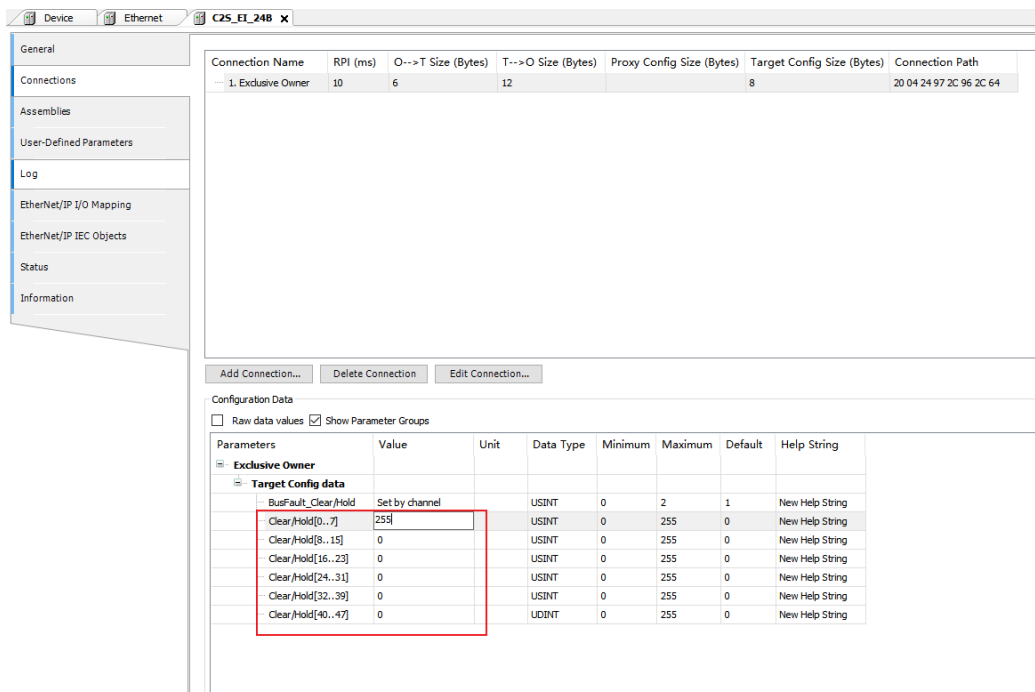 Device Ethernet C2S_EI_24B x
General
Connections
Assemblies
User-Defined Parameters
Log
EtherNet/IP I/O Mapping
EtherNet/IP IEC Objects
Status
Information
Connection Name RPI (ms) O-->T Size (Bytes) T-->O Size (Bytes) Proxy Config Size (Bytes) Target Config Size (Bytes) Connection Path
1. Exclusive Owner 10 6 12 8 20 04 24 97 2C 96 2C 64
Add Connection... Delete Connection Edit Connection...
Configuration Data
Raw data values Show Parameter Groups
Parameters Value Unit Data Type Minimum Maximum Default Help String
Exclusive Owner
Target Config data
BusFault_Clear/Hold Set by channel USINT 0 2 1 New Help String
Clear/Hold[0..7] 255 USINT 0 255 0 New Help String
Clear/Hold[8..15] 0 USINT 0 255 0 New Help String
Clear/Hold[16..23] 0 USINT 0 255 0 New Help String
Clear/Hold[24..31] 0 USINT 0 255 0 New Help String
Clear/Hold[32..39] 0 USINT 0 255 0 New Help String
Clear/Hold[40..47] 0 UDINT 0 255 0 New Help String